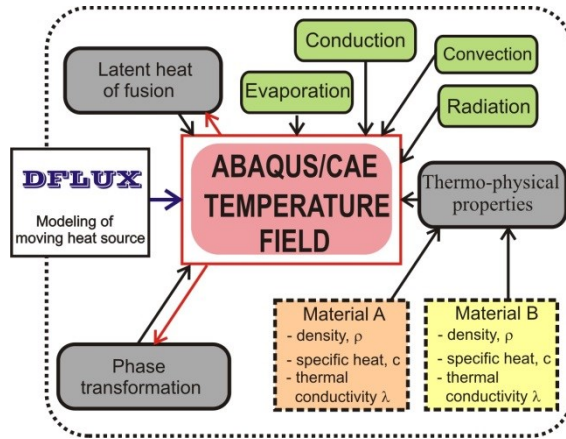 Conduction
Convection
Latent heat
of fusion
Evaporation
Radiation
DFLUX
Modeling of
moving heat source
ABAQUS/CAE
TEMPERATURE
FIELD
Thermo-physical
properties
Phase
transformation
Material A
- density, ρ
- specific heat, c
- thermal
conductivity λ
Material B
- density, ρ
- specific heat, c
- thermal
conductivity λ